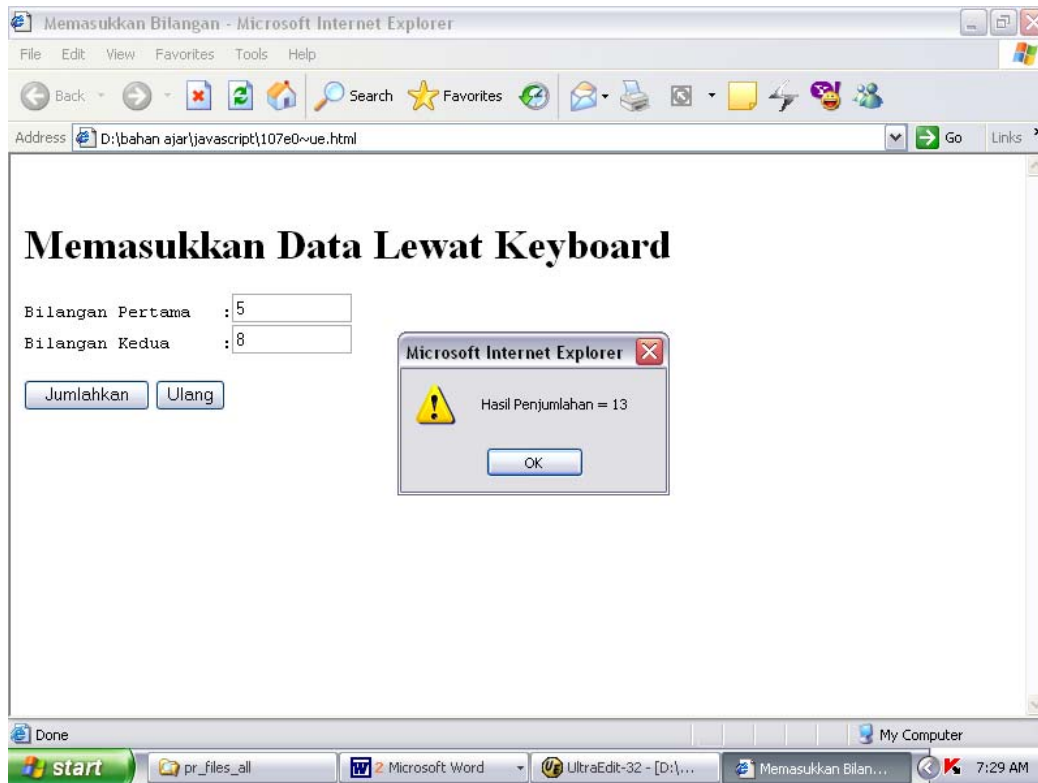 Memasukkan Bilangan - Microsoft Internet Explorer
File Edit View Favorites Tools Help
Back Search Favorites
Address D:\bahan ajar\javascript\107e0~ue.html Go Links
Memasukkan Data Lewat Keyboard
Bilangan Pertama :5
Bilangan Kedua :8
Jumlahkan Ulang
Microsoft Internet Explorer
Hasil Penjumlahan = 13
OK
Done My Computer
start pr_files_all 2 Microsoft Word UltraEdit-32 - [D:\... Memasukkan Bilan... 7:29 AM